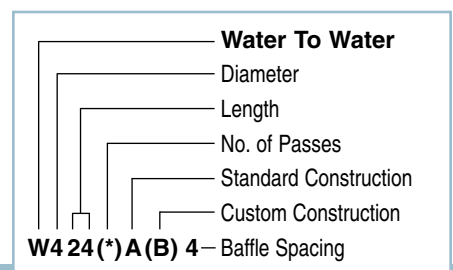 Water To Water
Diameter
Length
No. of Passes
Standard Construction
Custom Construction
W4 24 (*) A (B) 4 Baffle Spacing